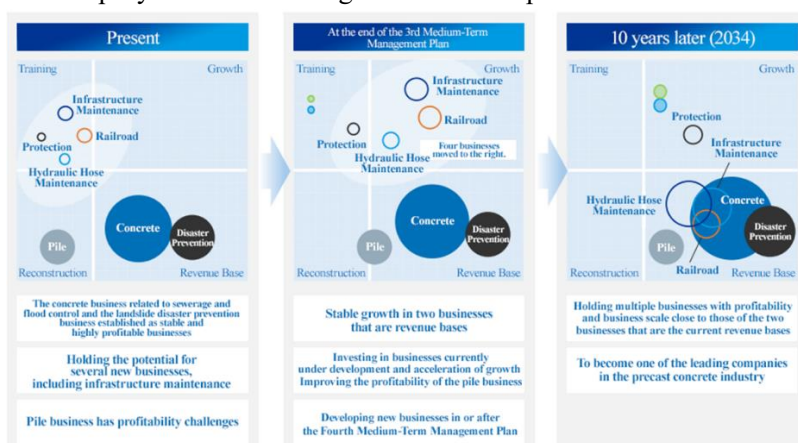 Present
Training
Growth
Infrastructure
Maintenance
Railroad
Protection
Hydraulic Hose
Maintenance
Concrete
Disaster
Prevention
Pile
Reconstruction
Revenue Base
The concrete business related to sewerage and
flood control and the landslide disaster prevention
business established as stable and
highly profitable businesses
Holding the potential for
several new businesses,
including infrastructure maintenance
Pile business has profitability challenges
At the end of the 3rd Medium-Term
Management Plan
Training
Growth
Infrastructure
Maintenance
Railroad
Protection
Four businesses
moved to the right.
Hydraulic Hose
Maintenance
Concrete
Disaster
Prevention
Pile
Reconstruction
Revenue Base
Stable growth in two businesses
that are revenue bases
Investing in businesses currently
under development and acceleration of growth
Improving the profitability of the pile business
Developing new businesses in or after
the Fourth Medium-Term Management Plan
10 years later (2034)
Training
Growth
Protection
Infrastructure
Maintenance
Hydraulic Hose
Maintenance
Concrete
Disaster
Prevention
Pile
Railroad
Reconstruction
Revenue Base
Holding multiple businesses with profitability
and business scale close to those of the two
businesses that are the current revenue bases
To become one of the leading companies
in the precast concrete industry